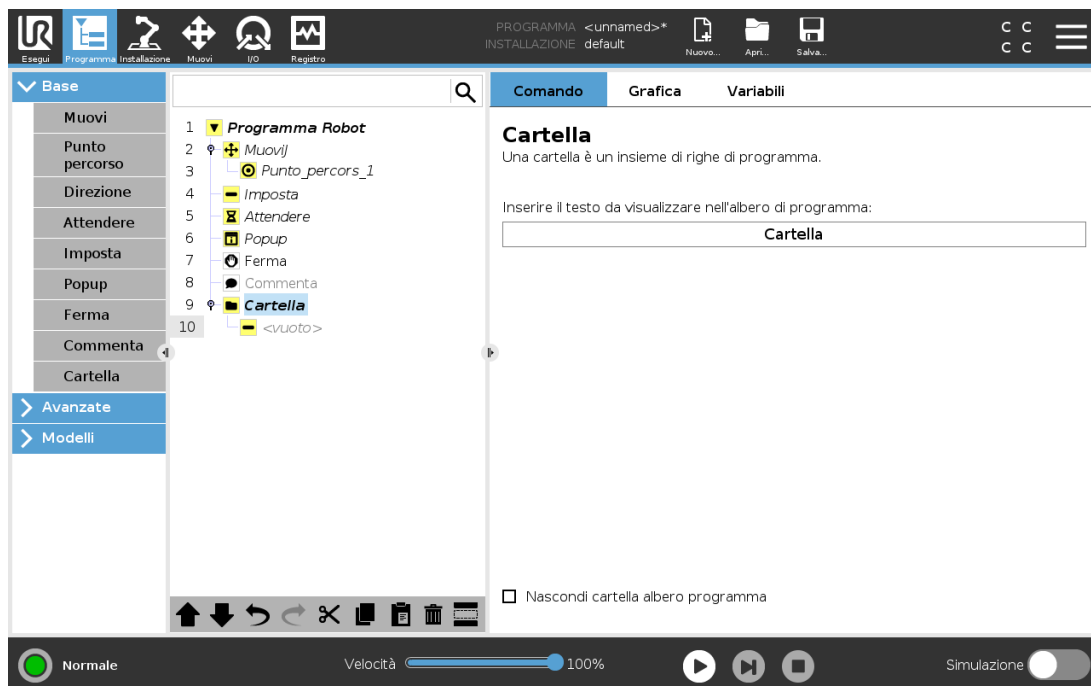 UR
Esegui
Programma
Installazione
Muovi
I/O
Registro
PROGRAMMA <unnamed>*
INSTALLAZIONE default
Nuovo...
Apri...
Salva...
C C
C C
Base
Muovi
Punto
percorso
Direzione
Attendere
Imposta
Popup
Ferma
Commenta
Cartella
Avanzate
Modelli
1 Programma Robot
2 MuoviJ
3 Punto_percors_1
4 Imposta
5 Attendere
6 Popup
7 Ferma
8 Commenta
9 Cartella
10 <vuoto>
Comando Grafica Variabili
Cartella
Una cartella è un insieme di righe di programma.
Inserire il testo da visualizzare nell'albero di programma:
Cartella
Nascondi cartella albero programma
Normale
Velocità 100%
Simulazione